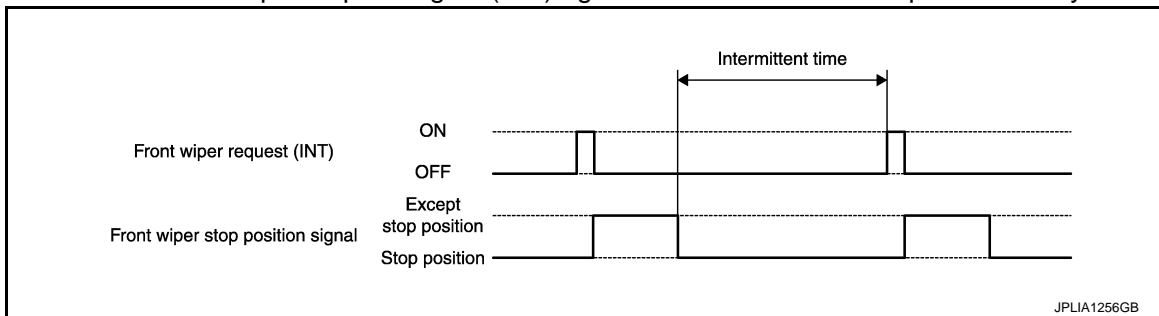 Intermittent time
ON
Front wiper request (INT)
OFF
Except
stop position
Front wiper stop position signal
Stop position
JPLIA1256GB